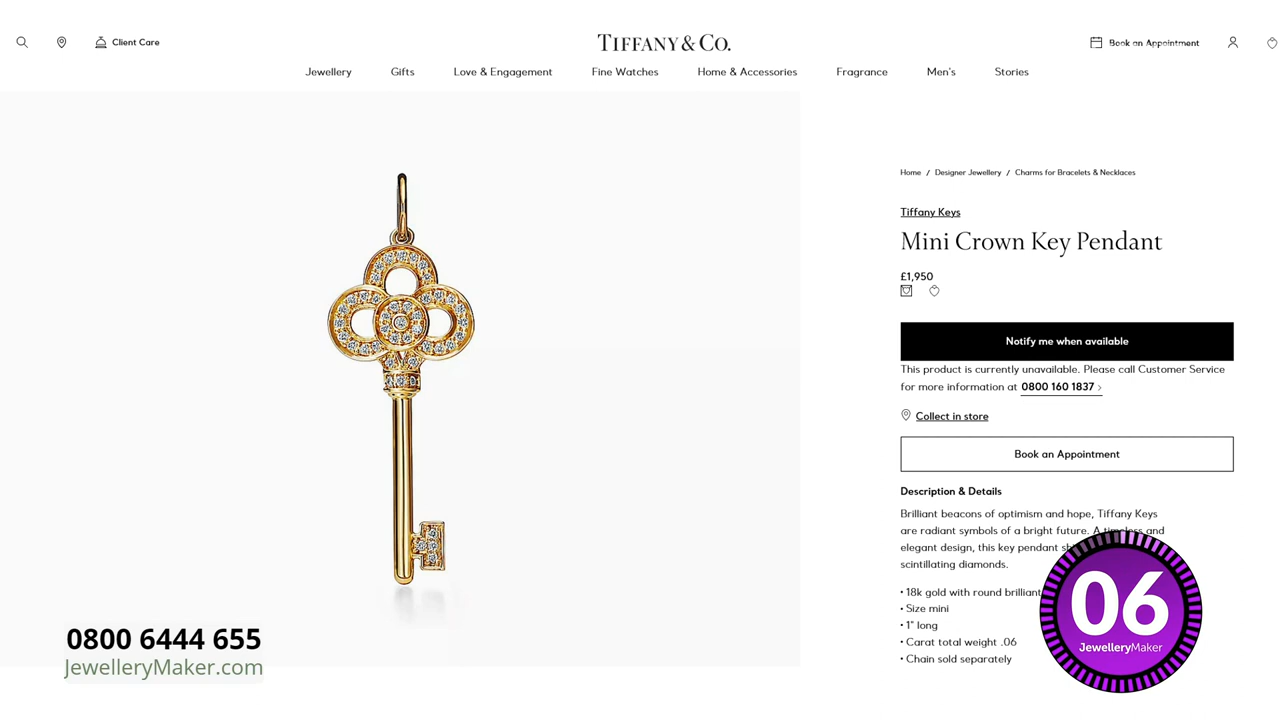 Client Care
TIFFANY & CO.
Book an Appointment
Jewellery Gifts Love & Engagement Fine Watches Home & Accessories Fragrance Men's Stories
Home / Designer Jewellery / Charms for Bracelets & Necklaces
Tiffany Keys
Mini Crown Key Pendant
£1,950
Notify me when available
This product is currently unavailable. Please call Customer Service
for more information at 0800 160 1837 >
Collect in store
Book an Appointment
Description & Details
Brilliant beacons of optimism and hope, Tiffany Keys
are radiant symbols of a bright future. A timeless and
elegant design, this key pendant
scintillating diamonds.
• 18k gold with round brilliant
• Size mini
• 1" long
• Carat total weight .06
• Chain sold separately
06
JewelleryMaker
0800 6444 655
JewelleryMaker.com